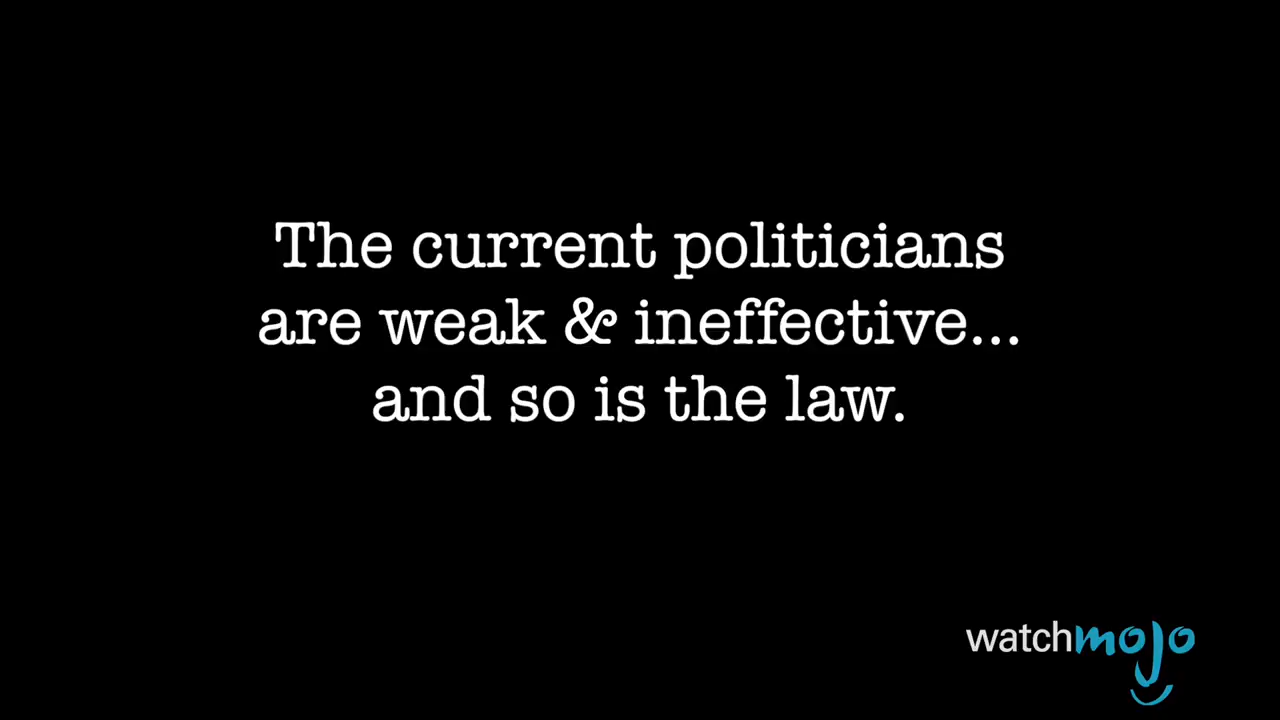 The current politicians
are weak & ineffective...
and so is the law.
watchmojo